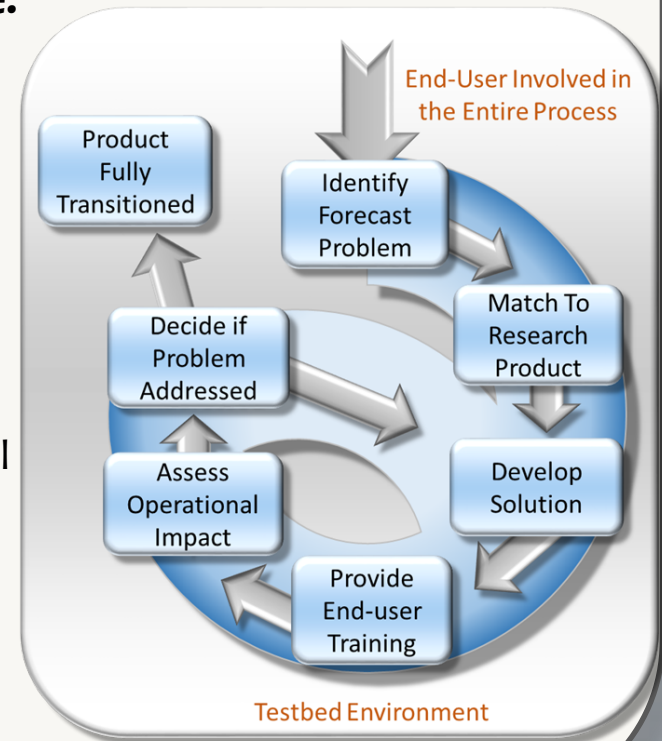 End-User Involved in
the Entire Process
Product
Fully
Transitioned
Identify
Forecast
Problem
Match To
Research
Product
Decide if
Problem
Addressed
Develop
Solution
Assess
Operational
Impact
Provide
End-user
Training
Testbed Environment